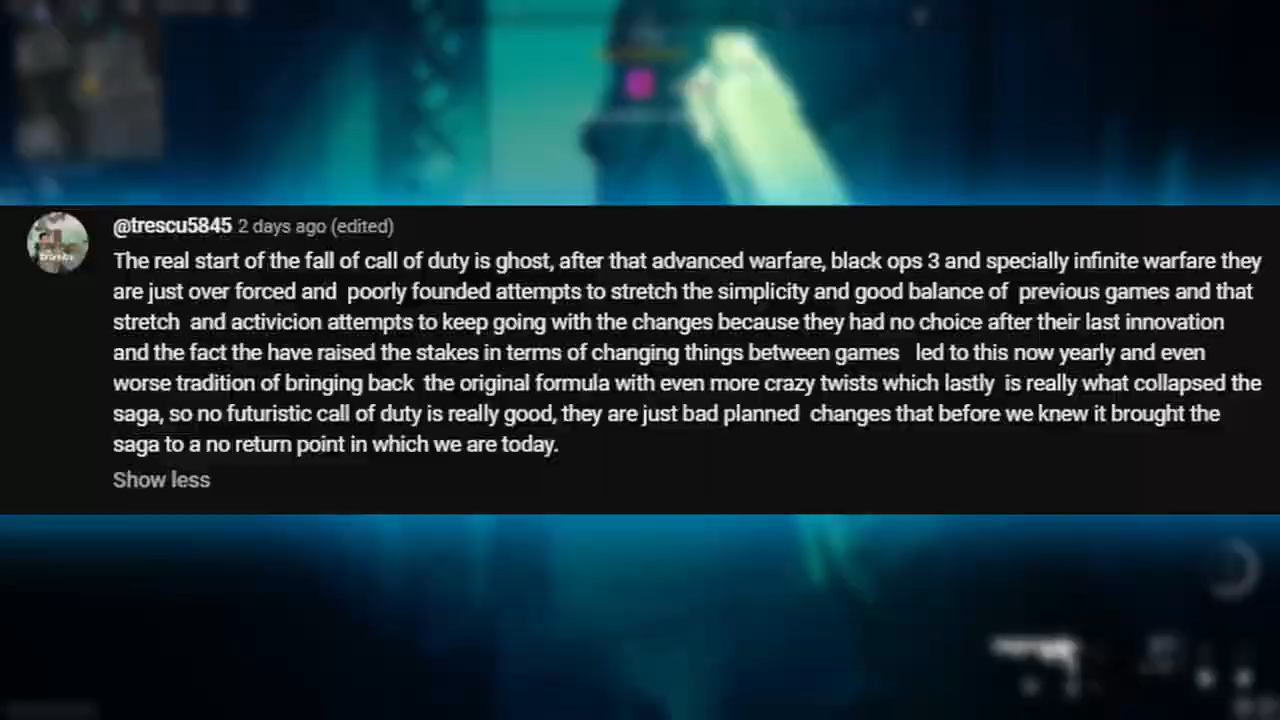 @trescu5845 2 days ago (edited)
The real start of the fall of call of duty is ghost, after that advanced warfare, black ops 3 and specially infinite warfare they
are just over forced and poorly founded attempts to stretch the simplicity and good balance of previous games and that
stretch and activicion attempts to keep going with the changes because they had no choice after their last innovation
and the fact the have raised the stakes in terms of changing things between games led to this now yearly and even
worse tradition of bringing back the original formula with even more crazy twists which lastly is really what collapsed the
saga, so no futuristic call of duty is really good, they are just bad planned changes that before we knew it brought the
saga to a no return point in which we are today.
Show less